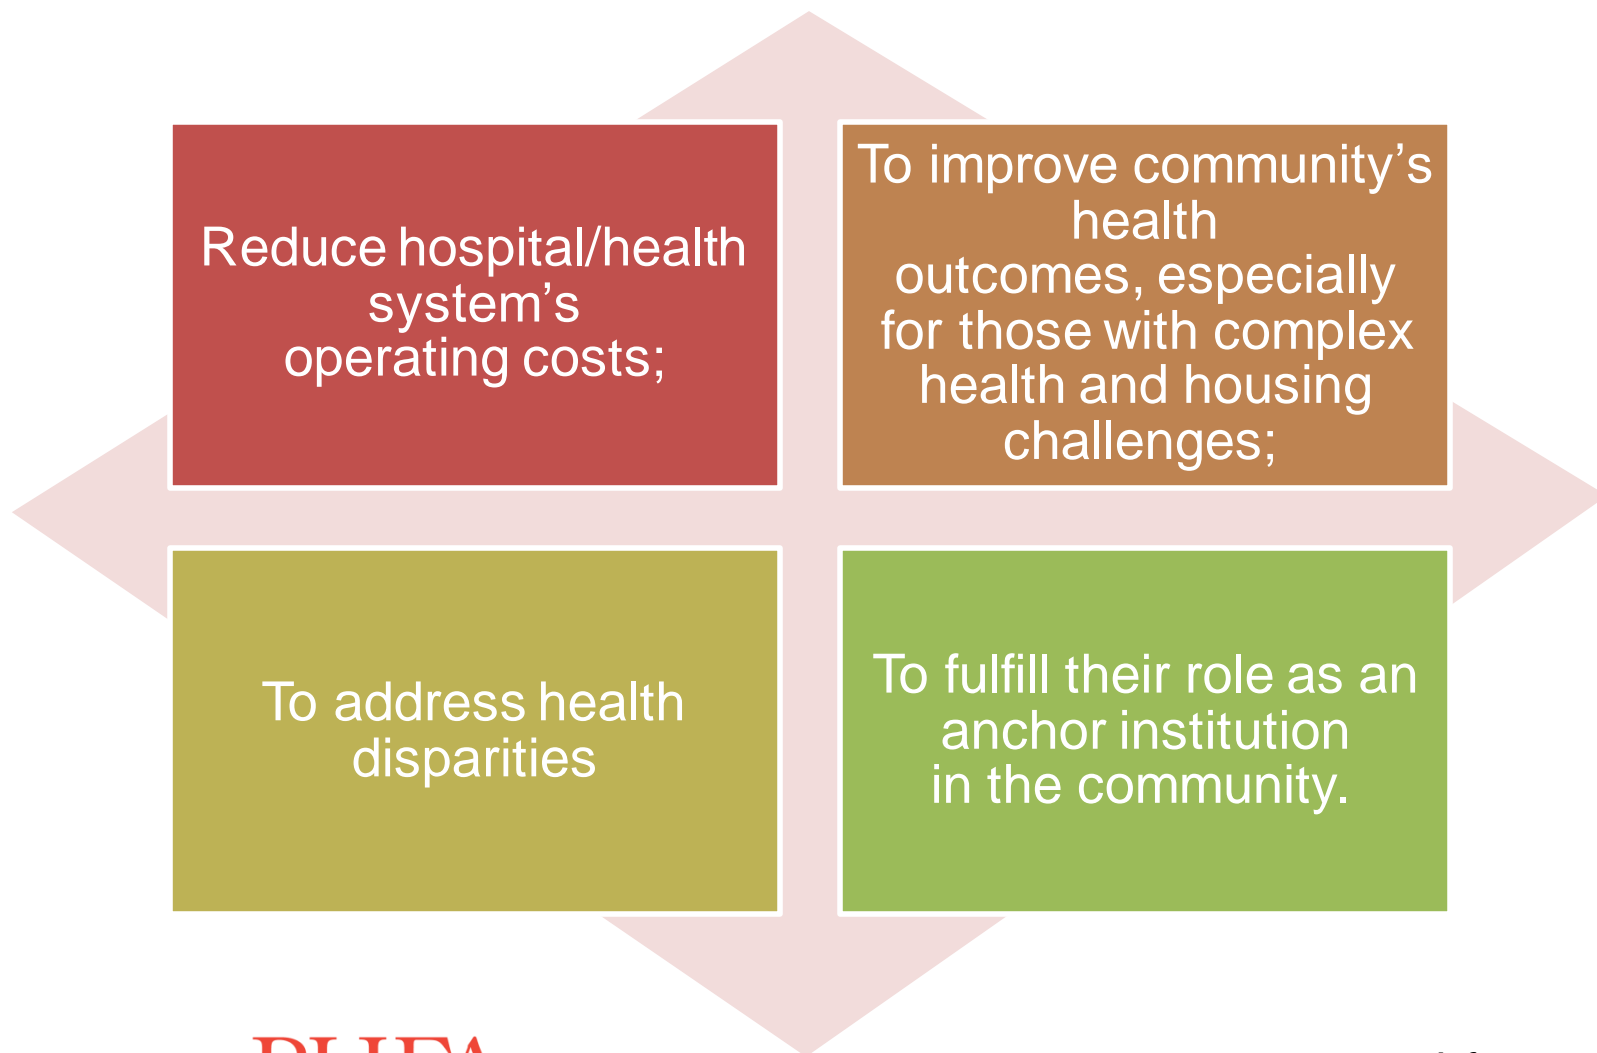 Reduce hospital/health
system’s
operating costs;
To improve community’s
health
outcomes, especially
for those with complex
health and housing
challenges;
To address health
disparities
To fulfill their role as an
anchor institution
in the community.